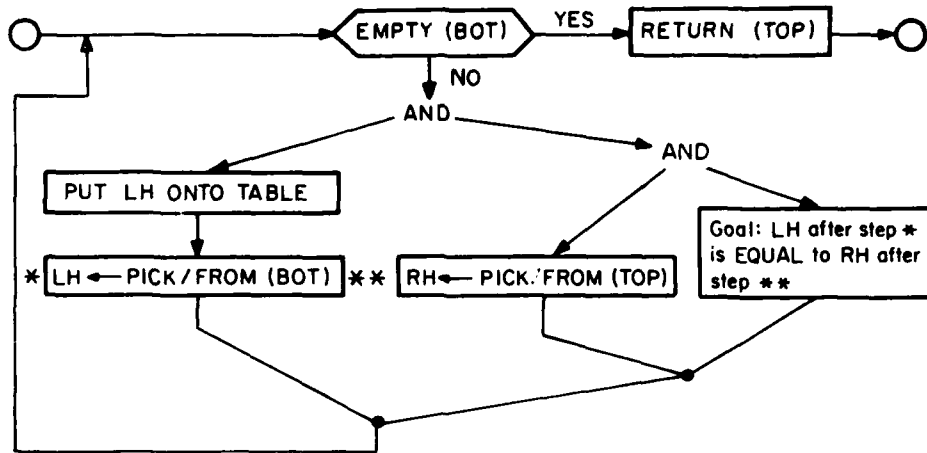 EMPTY (BOT)
YES
RETURN (TOP)
NO
AND
AND
PUT LH ONTO TABLE
Goal: LH after step *
is EQUAL to RH after
step **
* LH ← PICK/FROM (BOT)
** RH ← PICK/FROM (TOP)